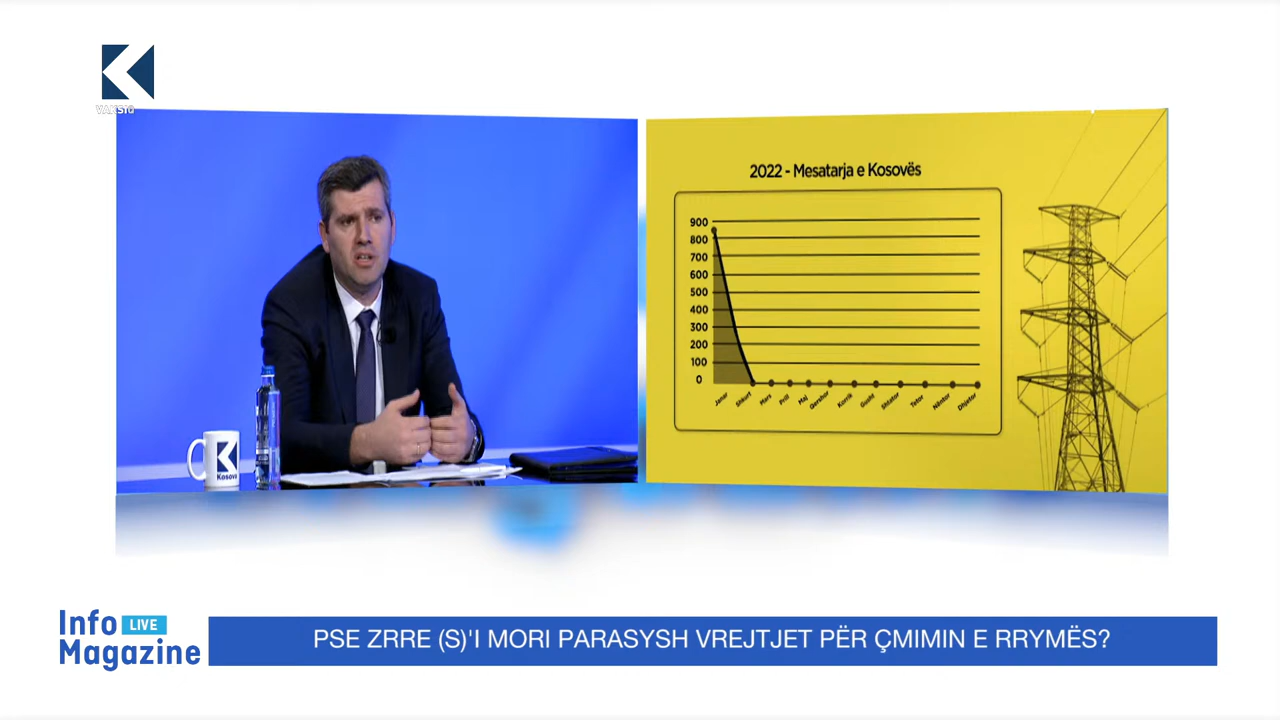 2022 - Mesatarja e Kosovës
900
800
700
600
500
400
300
200
100
0
Janar Shkurt Mars Prill Maj Qershor Korrik Gusht Shtator Tetor Nëntor Dhjetor
Kosova
Info LIVE
Magazine
PSE ZRRE (S)'I MORI PARASYSH VREJTJET PËR ÇMIMIN E RRYMËS?